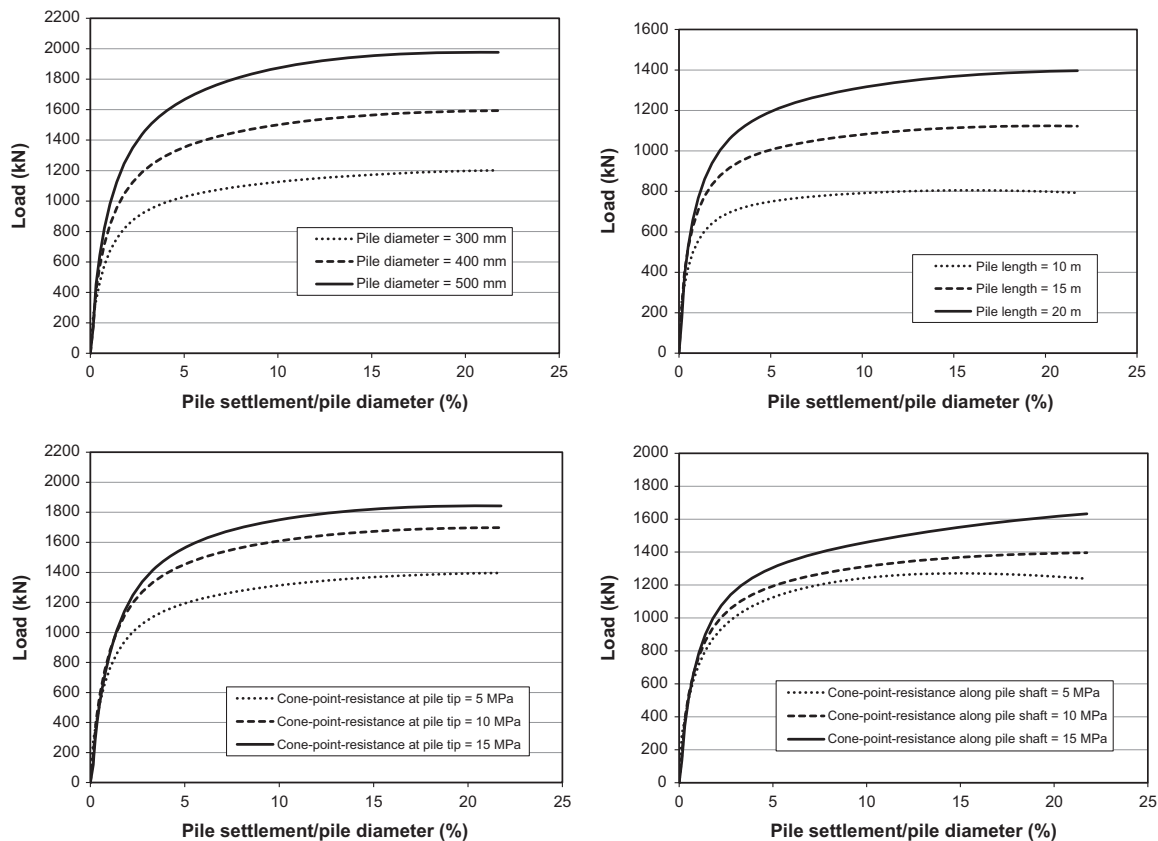 2200
2000
1800
1600
1400
1200
1000
800
600
400
200
0
Load (kN)
Pile diameter = 300 mm
Pile diameter = 400 mm
Pile diameter = 500 mm
0 5 10 15 20 25
Pile settlement/pile diameter (%)
1600
1400
1200
1000
800
600
400
200
0
Load (kN)
Pile length = 10 m
Pile length = 15 m
Pile length = 20 m
0 5 10 15 20 25
Pile settlement/pile diameter (%)
2200
2000
1800
1600
1400
1200
1000
800
600
400
200
0
Load (kN)
Cone-point-resistance at pile tip = 5 MPa
Cone-point-resistance at pile tip = 10 MPa
Cone-point-resistance at pile tip = 15 MPa
0 5 10 15 20 25
Pile settlement/pile diameter (%)
2000
1800
1600
1400
1200
1000
800
600
400
200
0
Load (kN)
Cone-point-resistance along pile shaft = 5 MPa
Cone-point-resistance along pile shaft = 10 MPa
Cone-point-resistance along pile shaft = 15 MPa
0 5 10 15 20 25
Pile settlement/pile diameter (%)